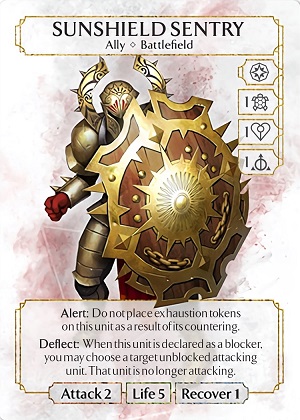 SUNSHIELD SENTRY
Ally ⬦ Battlefield
1
1
1
Alert: Do not place exhaustion tokens
on this unit as a result of its countering.
Deflect: When this unit is declared as a blocker,
you may choose a target unblocked attacking
unit. That unit is no longer attacking.
Attack 2 Life 5 Recover 1